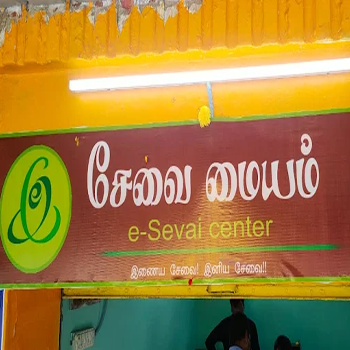 இ சேவை மையம்
e-Sevai center
இணைய சேவை! இனிய சேவை!!